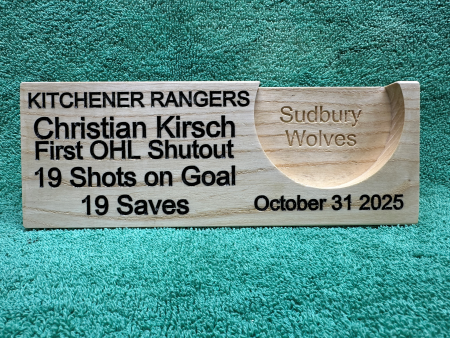 KITCHENER RANGERS
Christian Kirsch
First OHL Shutout
19 Shots on Goal
19 Saves
Sudbury
Wolves
October 31 2025